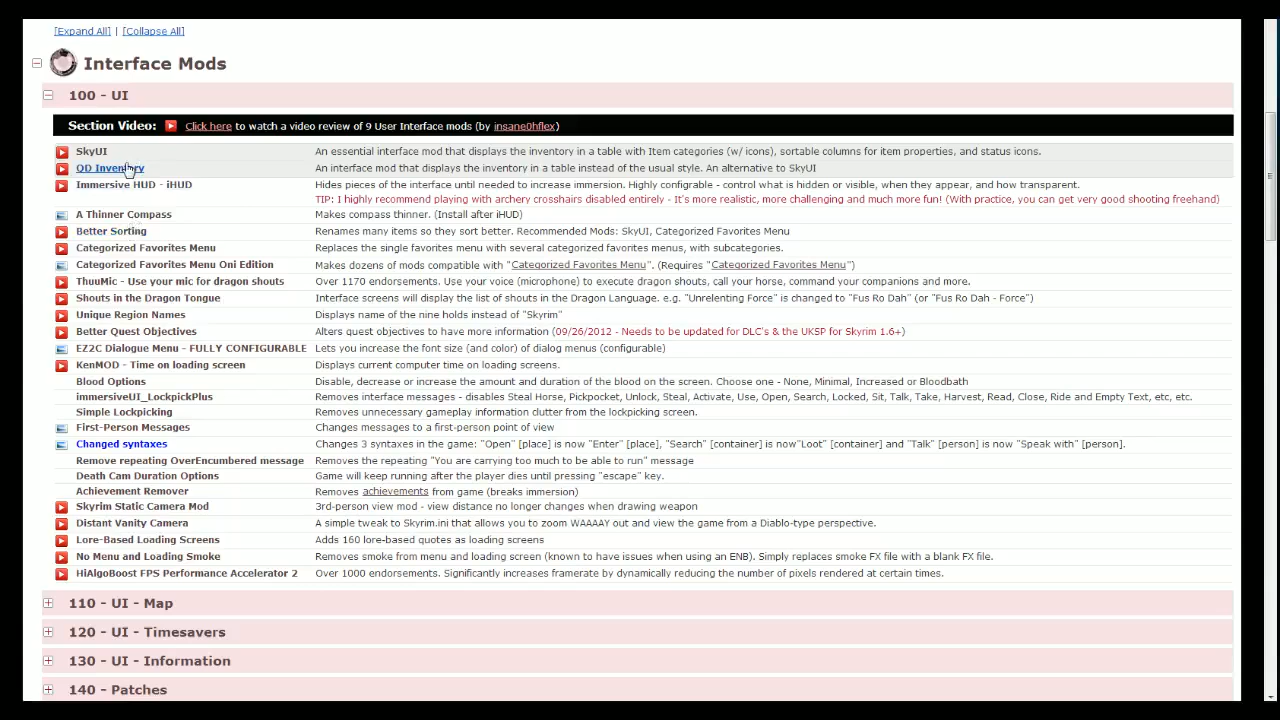 [Expand All] | [Collapse All]
Interface Mods
100 - UI
Section Video: Click here to watch a video review of 9 User Interface mods (by insane0hflex)
SkyUI An essential interface mod that displays the inventory in a table with Item categories (w/ icons), sortable columns for item properties, and status icons.
QD Inventory An interface mod that displays the inventory in a table instead of the usual style. An alternative to SkyUI
Immersive HUD - iHUD Hides pieces of the interface until needed to increase immersion. Highly configrable - control what is hidden or visible, when they appear, and how transparent.
TIP: I highly recommend playing with archery crosshairs disabled entirely - It's more realistic, more challenging and much more fun! (With practice, you can get very good shooting freehand)
A Thinner Compass Makes compass thinner. (Install after iHUD)
Better Sorting Renames many items so they sort better. Recommended Mods: SkyUI, Categorized Favorites Menu
Categorized Favorites Menu Replaces the single favorites menu with several categorized favorites menus, with subcategories.
Categorized Favorites Menu Oni Edition Makes dozens of mods compatible with "Categorized Favorites Menu". (Requires "Categorized Favorites Menu")
ThuuMic - Use your mic for dragon shouts Over 1170 endorsements. Use your voice (microphone) to execute dragon shouts, call your horse, command your companions and more.
Shouts in the Dragon Tongue Interface screens will display the list of shouts in the Dragon Language. e.g. "Unrelenting Force" is changed to "Fus Ro Dah" (or "Fus Ro Dah - Force")
Unique Region Names Displays name of the nine holds instead of "Skyrim"
Better Quest Objectives Alters quest objectives to have more information (09/26/2012 - Needs to be updated for DLC's & the UKSP for Skyrim 1.6+)
EZ2C Dialogue Menu - FULLY CONFIGURABLE Lets you increase the font size (and color) of dialog menus (configurable)
KenMOD - Time on loading screen Displays current computer time on loading screens.
Blood Options Disable, decrease or increase the amount and duration of the blood on the screen. Choose one - None, Minimal, Increased or Bloodbath
immersiveUI_LockpickPlus Removes interface messages - disables Steal Horse, Pickpocket, Unlock, Steal, Activate, Use, Open, Search, Locked, Sit, Talk, Take, Harvest, Read, Close, Ride and Empty Text, etc, etc.
Simple Lockpicking Removes unnecessary gameplay information clutter from the lockpicking screen.
First-Person Messages Changes messages to a first-person point of view
Changed syntaxes Changes 3 syntaxes in the game: "Open" [place] is now "Enter" [place], "Search" [container] is now"Loot" [container] and "Talk" [person] is now "Speak with" [person].
Remove repeating OverEncumbered message Removes the repeating "You are carrying too much to be able to run" message
Death Cam Duration Options Game will keep running after the player dies until pressing "escape" key.
Achievement Remover Removes achievements from game (breaks immersion)
Skyrim Static Camera Mod 3rd-person view mod - view distance no longer changes when drawing weapon
Distant Vanity Camera A simple tweak to Skyrim.ini that allows you to zoom WAAAAY out and view the game from a Diablo-type perspective.
Lore-Based Loading Screens Adds 160 lore-based quotes as loading screens
No Menu and Loading Smoke Removes smoke from menu and loading screen (known to have issues when using an ENB). Simply replaces smoke FX file with a blank FX file.
HiAlgoBoost FPS Performance Accelerator 2 Over 1000 endorsements. Significantly increases framerate by dynamically reducing the number of pixels rendered at certain times.
110 - UI - Map
120 - UI - Timesavers
130 - UI - Information
140 - Patches